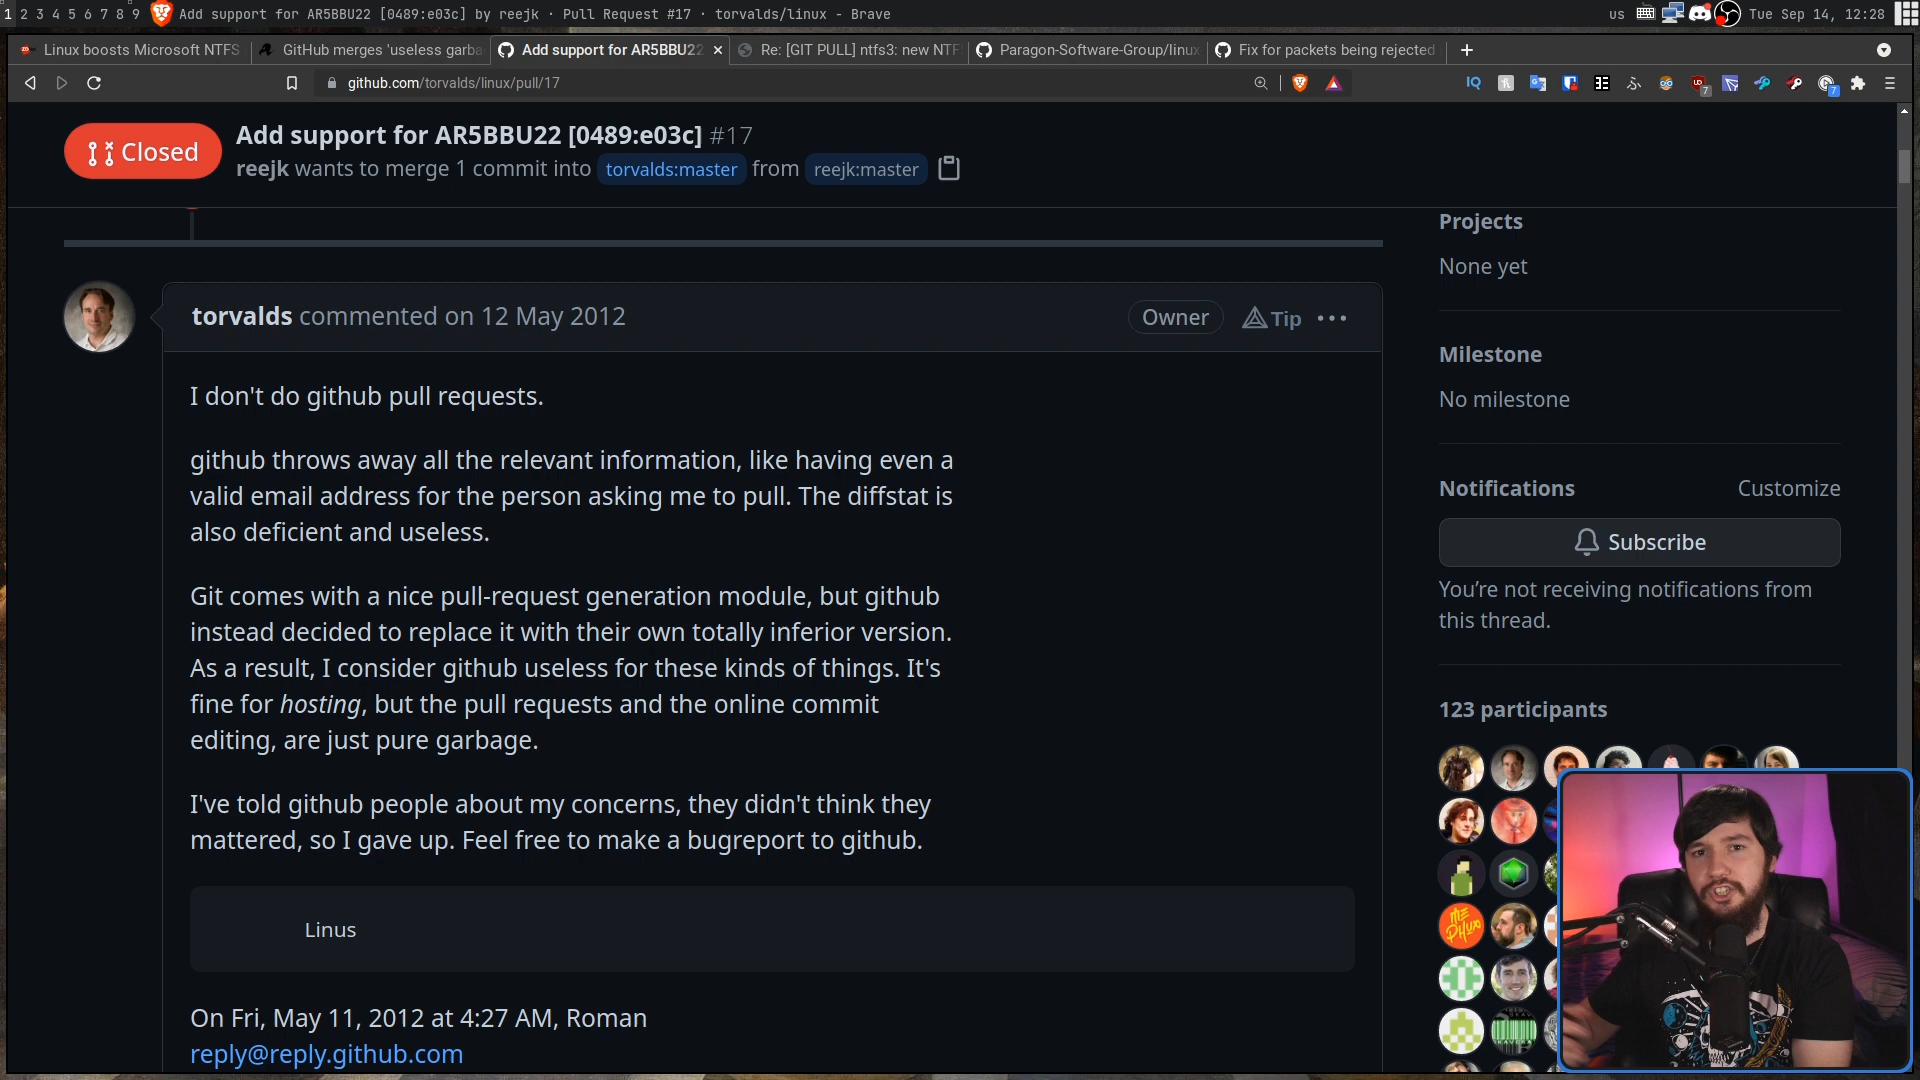 1 2 3 4 5 6 7 8 9 Add support for AR5BBU22 [0489:e03c] by reejk · Pull Request #17 · torvalds/linux - Brave us Tue Sep 14, 12:28
Linux boosts Microsoft NTFS GitHub merges 'useless garba Add support for AR5BBU22 Re: [GIT PULL] ntfs3: new NTF Paragon-Software-Group/linux Fix for packets being rejected
github.com/torvalds/linux/pull/17
Closed
Add support for AR5BBU22 [0489:e03c] #17
reejk wants to merge 1 commit into torvalds:master from reejk:master
torvalds commented on 12 May 2012 Owner Tip
I don't do github pull requests.
github throws away all the relevant information, like having even a
valid email address for the person asking me to pull. The diffstat is
also deficient and useless.
Git comes with a nice pull-request generation module, but github
instead decided to replace it with their own totally inferior version.
As a result, I consider github useless for these kinds of things. It's
fine for hosting, but the pull requests and the online commit
editing, are just pure garbage.
I've told github people about my concerns, they didn't think they
mattered, so I gave up. Feel free to make a bugreport to github.
Linus
On Fri, May 11, 2012 at 4:27 AM, Roman
reply@reply.github.com
Projects
None yet
Milestone
No milestone
Notifications Customize
Subscribe
You're not receiving notifications from
this thread.
123 participants